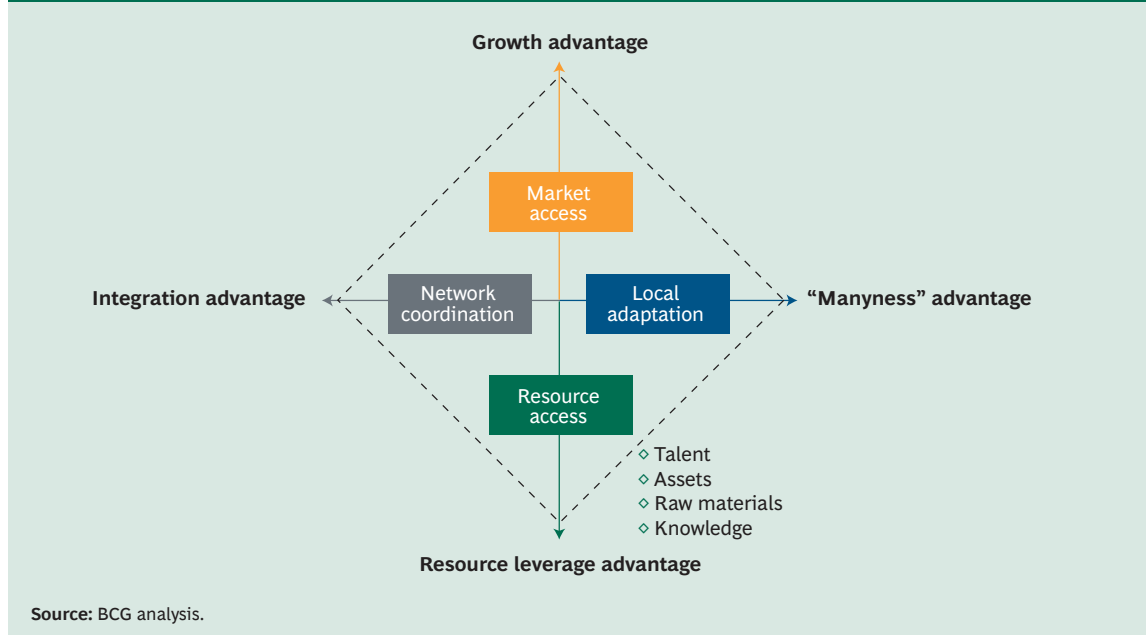 Growth advantage
Market
access
Integration advantage
Network
coordination
Local
adaptation
“Manyness” advantage
Resource
access
Talent
Assets
Raw materials
Knowledge
Resource leverage advantage
Source: BCG analysis.